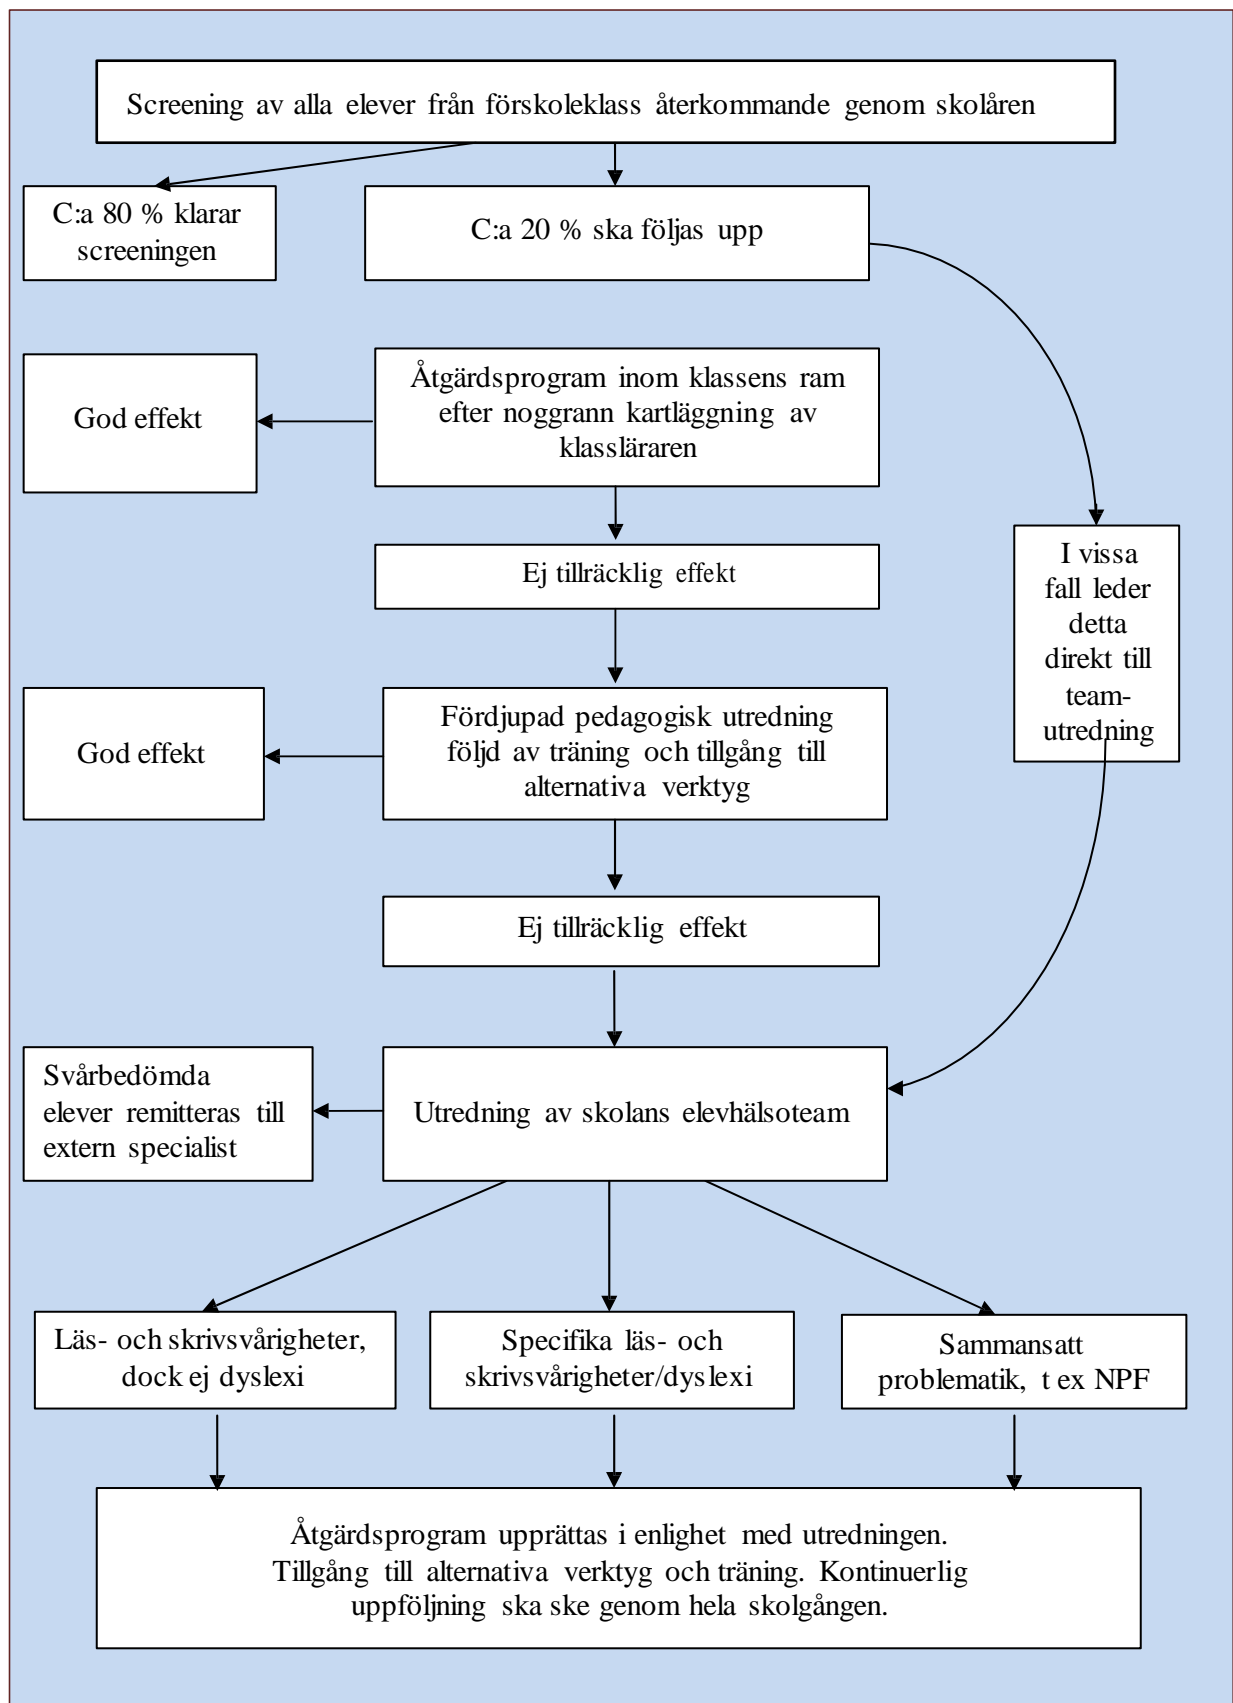 Screening av alla elever från förskoleklass återkommande genom skolåren
C:a 80 % klarar
screeningen
C:a 20 % ska följas upp
God effekt
Åtgärdsprogram inom klassens ram
efter noggrann kartläggning av
klassläraren
Ej tillräcklig effekt
I vissa
fall leder
detta
direkt till
team-
utredning
God effekt
Fördjupad pedagogisk utredning
följd av träning och tillgång till
alternativa verktyg
Ej tillräcklig effekt
Svårbedömda
elever remitteras till
extern specialist
Utredning av skolans elevhälsoteam
Läs- och skrivsvårigheter,
dock ej dyslexi
Specifika läs- och
skrivsvårigheter/dyslexi
Sammansatt
problematik, t ex NPF
Åtgärdsprogram upprättas i enlighet med utredningen.
Tillgång till alternativa verktyg och träning. Kontinuerlig
uppföljning ska ske genom hela skolgången.